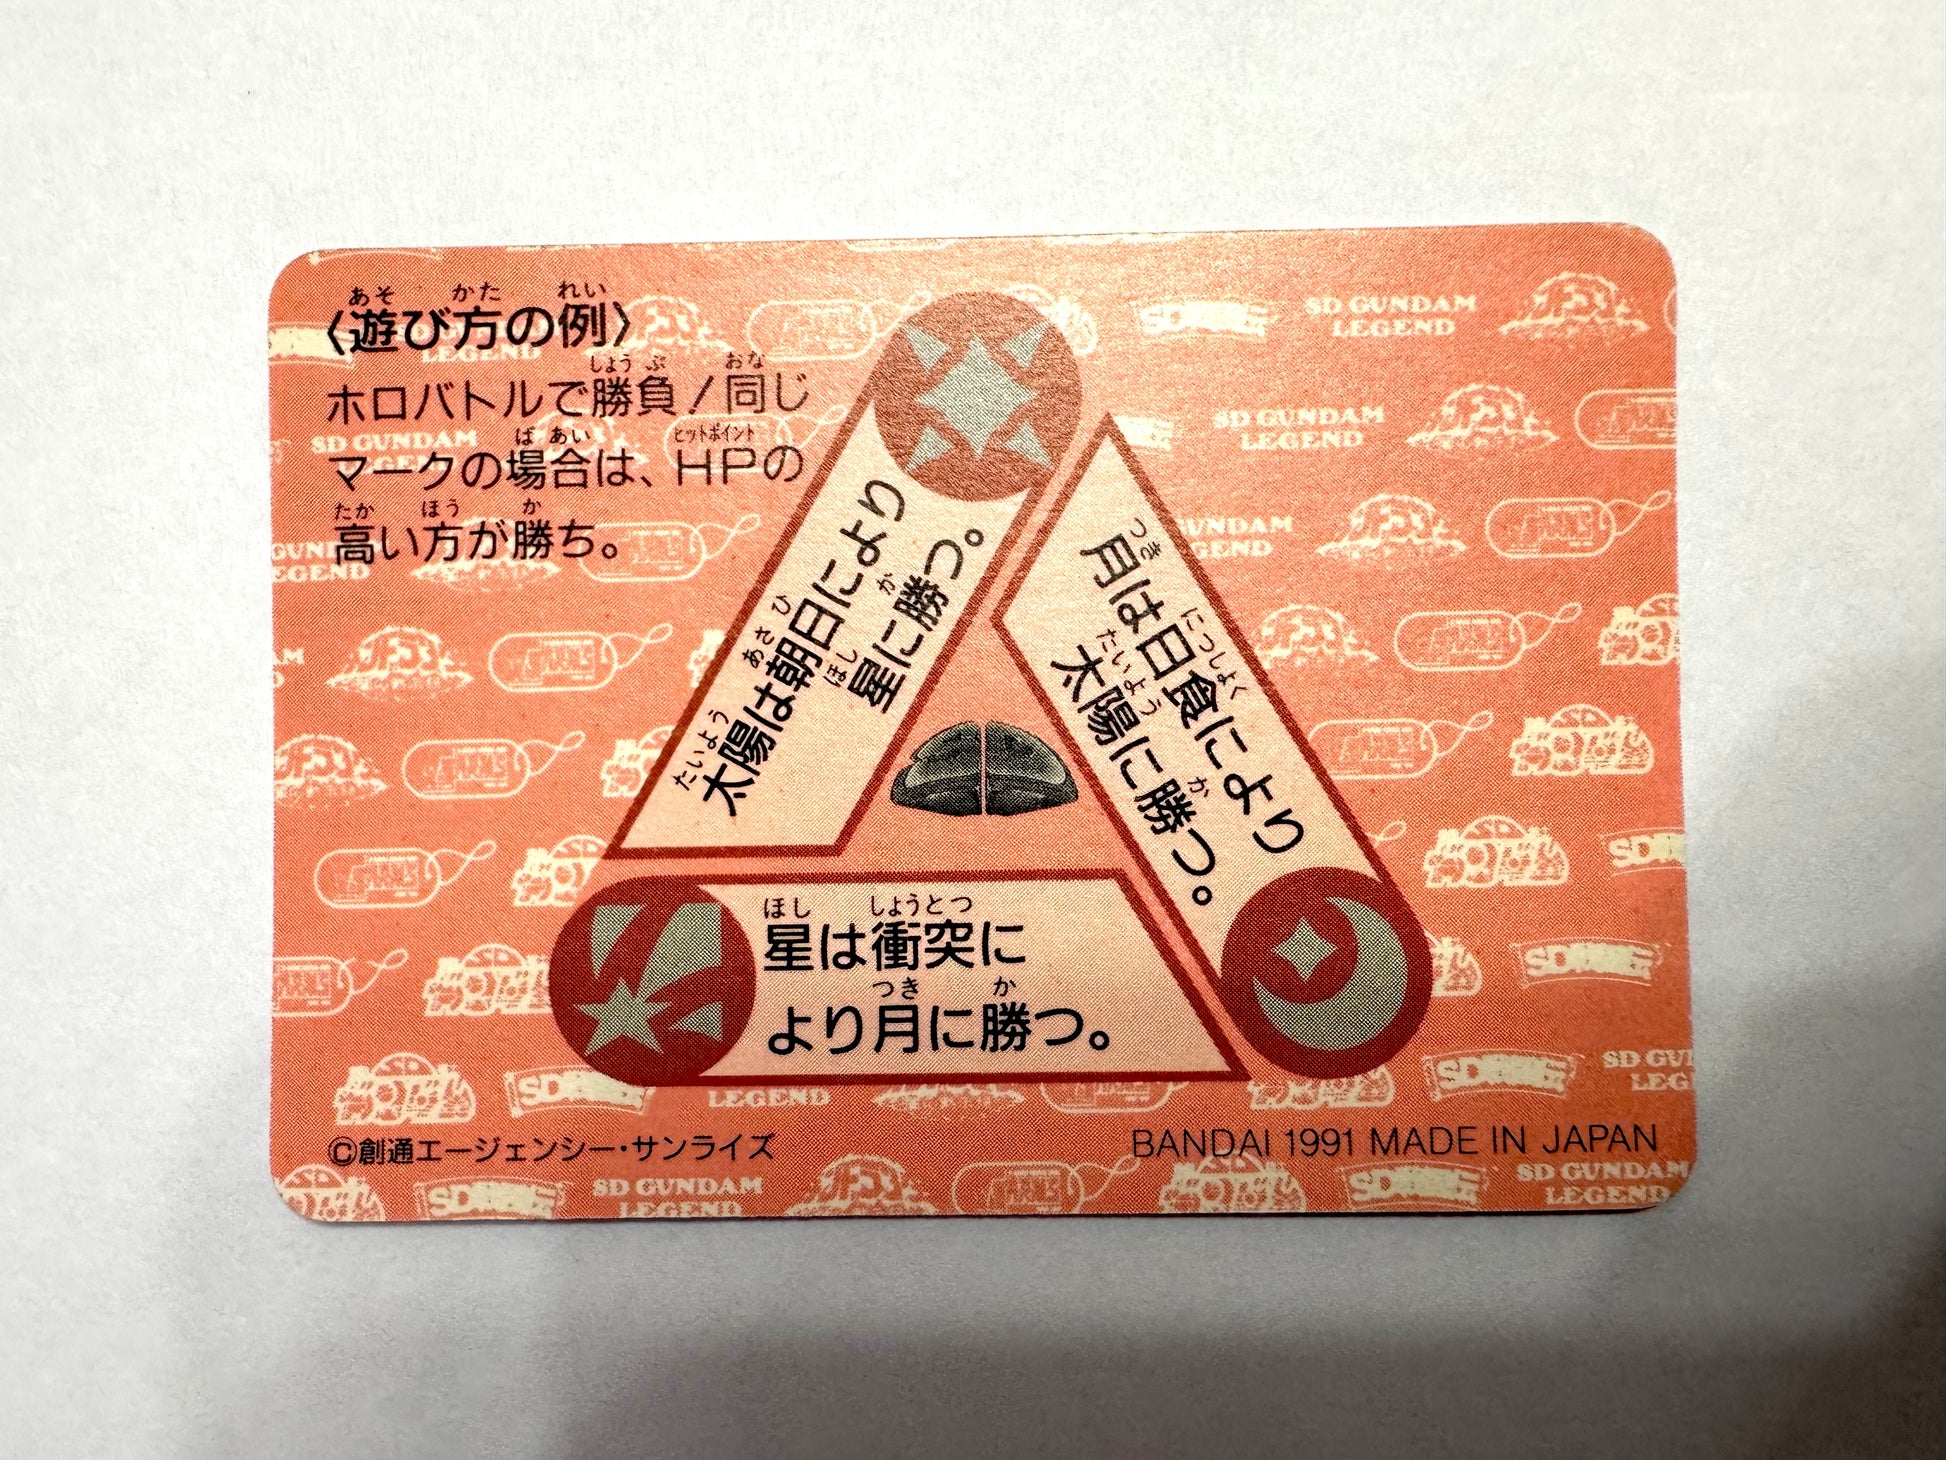 〈遊び方の例〉
ホロバトルで勝負！同じ
マークの場合は、HPの
高い方が勝ち。
太陽は朝日により
星に勝つ。
月は日食により
太陽に勝つ。
星は衝突に
より月に勝つ。
©創通エージェンシー・サンライズ
BANDAI 1991 MADE IN JAPAN
SD GUNDAM
LEGEND